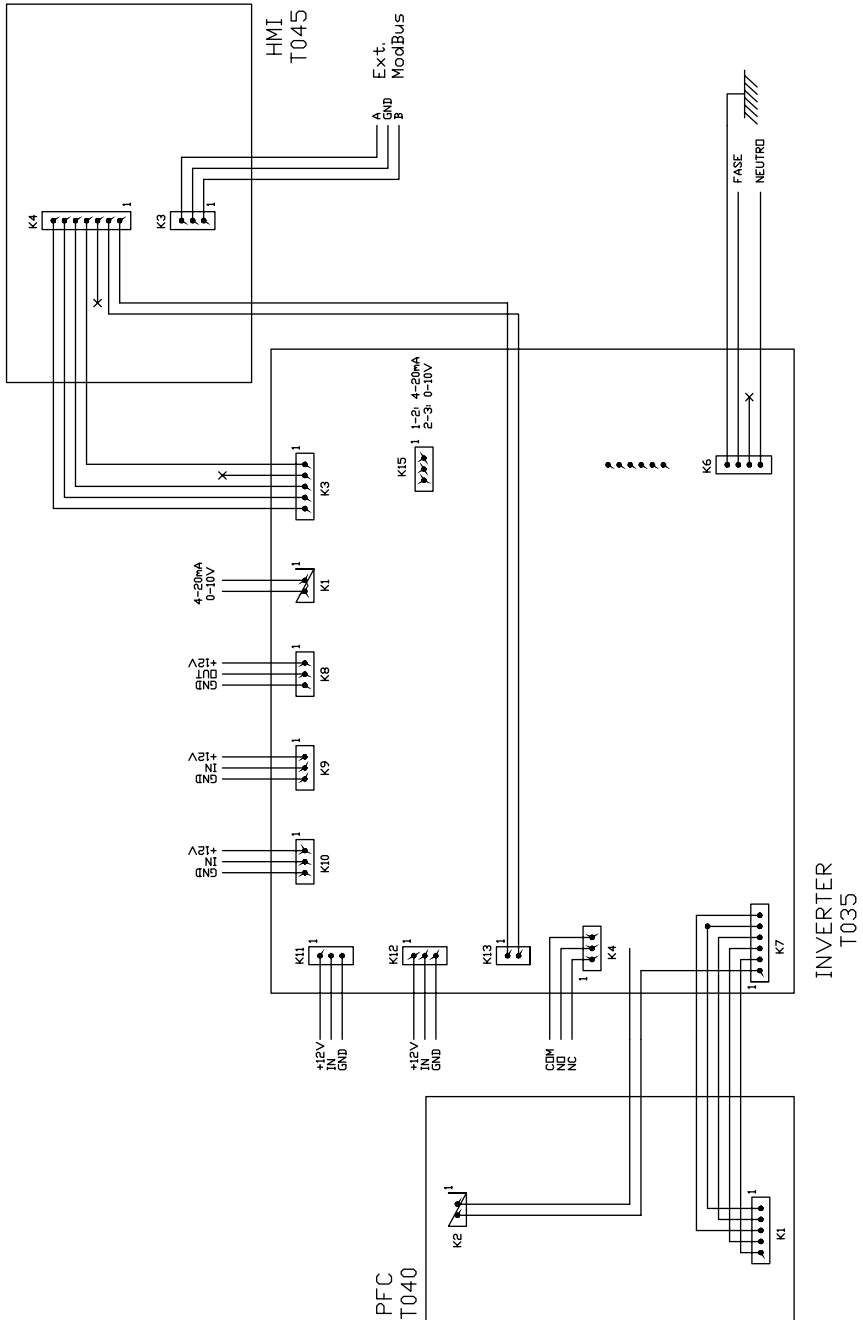 HMI
T045
Ext.
ModBus
A
GND
B
K4
1
K3
1
FASE
NEUTRO
K15
1
1-2: 4-20mA
2-3: 0-10V
K3
1
K6
4-20mA
0-10V
K1
1
+12V
OUT
GND
K8
1
+12V
IN
GND
K9
1
+12V
IN
GND
K10
1
K11
1
+12V
IN
GND
K12
1
+12V
IN
GND
K13
1
K4
1
COM
NO
NC
K7
1
INVERTER
T035
K2
1
K1
1
PFC
T040